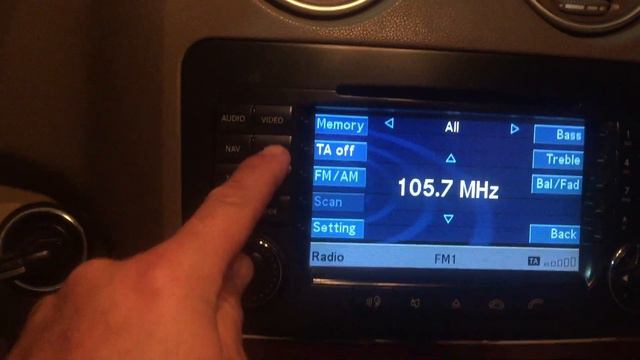 AUDIO
VIDEO
NAV
Memory
All
Bass
TA off
Treble
FM/AM
105.7 MHz
Bal/Fad
Scan
Setting
Back
Radio
FM1
TA